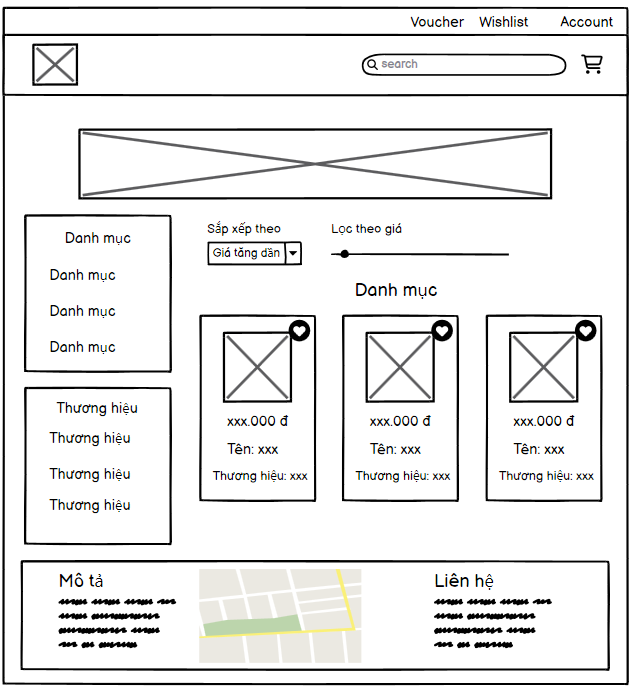 Voucher Wishlist Account
search
Danh mục
Danh mục
Danh mục
Danh mục
Thương hiệu
Thương hiệu
Thương hiệu
Thương hiệu
Sắp xếp theo
Giá tăng dần
Lọc theo giá
Danh mục
xxx.000 đ
Tên: xxx
Thương hiệu: xxx
xxx.000 đ
Tên: xxx
Thương hiệu: xxx
xxx.000 đ
Tên: xxx
Thương hiệu: xxx
Mô tả
Liên hệ